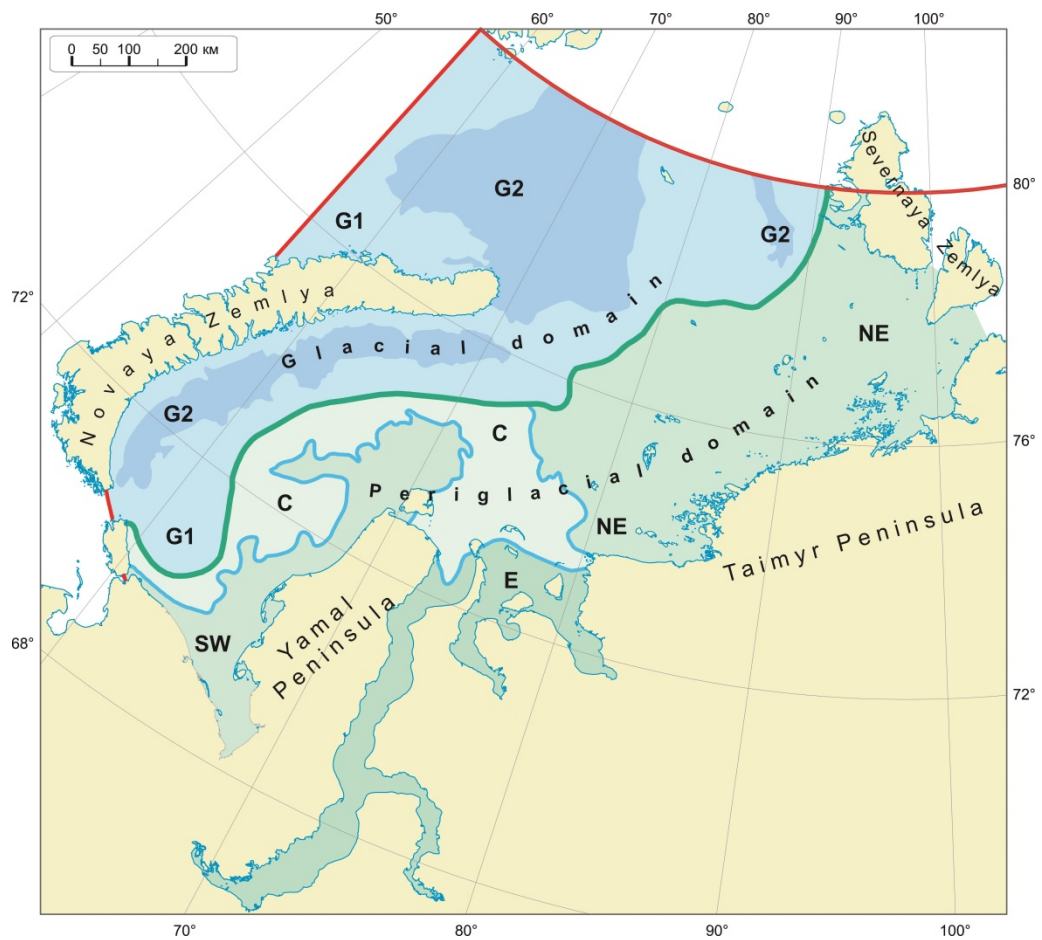 50° 60° 70° 80° 90° 100°
0 50 100 200 км
Severnaya
Zemlya
80°
G2
G1
G2
72°
Novaya Zemlya
NE
Glacial domain
G2
76°
C
Periglacial domain
C
NE
G1
Taimyr Peninsula
E
SW
Yamal
Peninsula
68°
72°
70° 80° 90° 100°